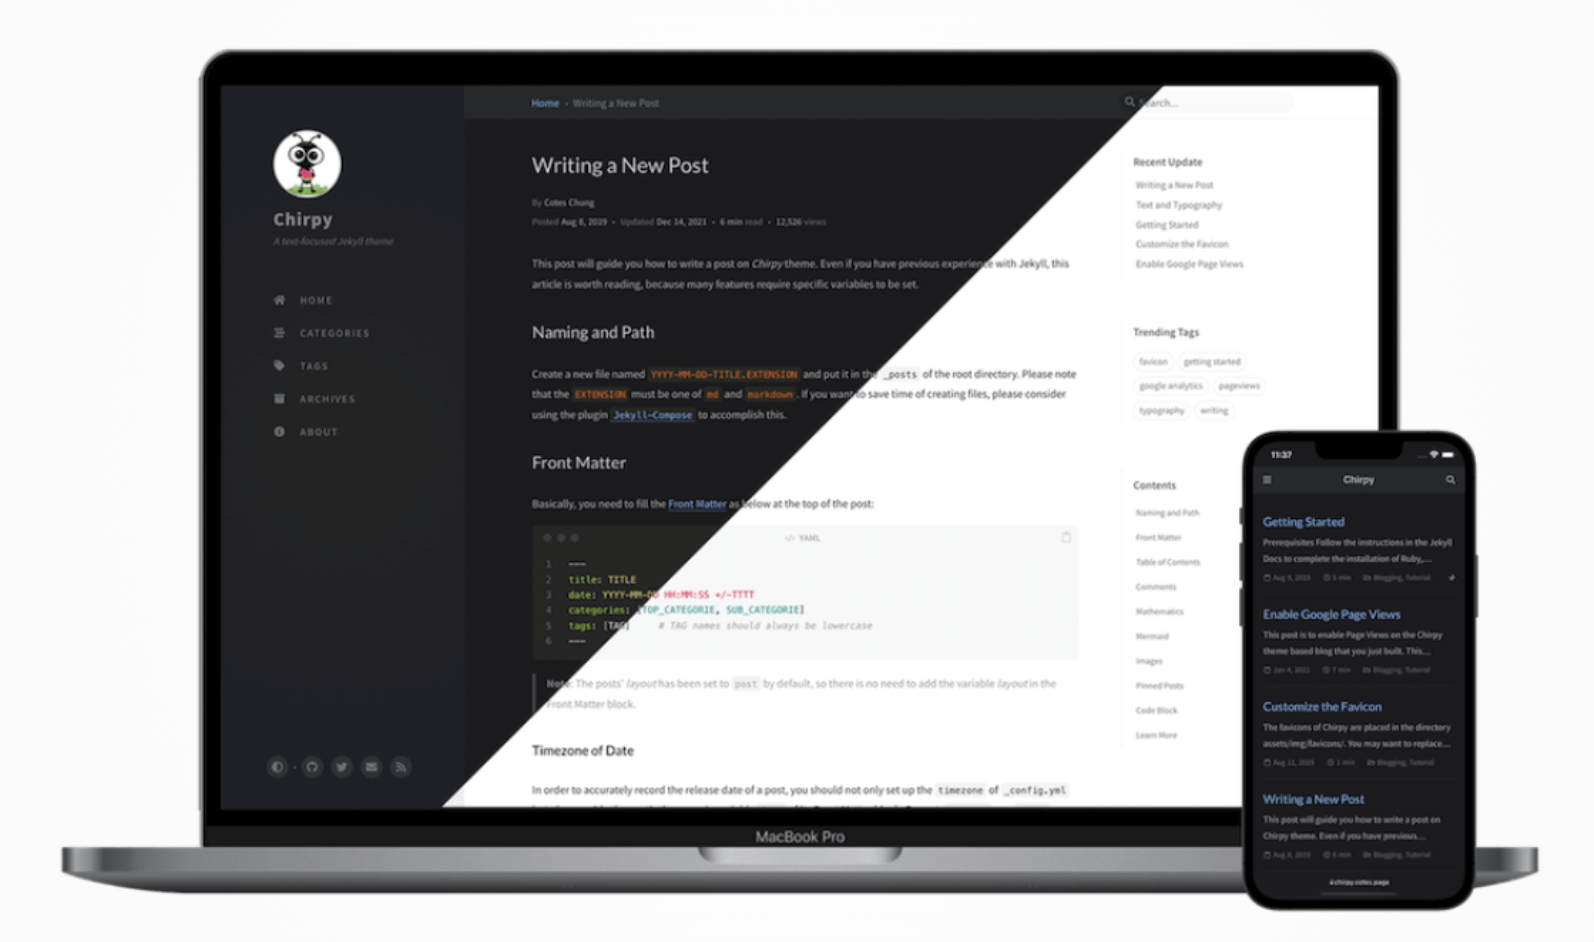 Chirpy
A text-focused Jekyll theme
HOME
CATEGORIES
TAGS
ARCHIVES
ABOUT
Home › Writing a New Post
Search...
Writing a New Post
By Cotes Chung
Posted Aug 8, 2019 • Updated Dec 14, 2021 • 6 min read • 12,526 views
This post will guide you how to write a post on Chirpy theme. Even if you have previous experience with Jekyll, this
article is worth reading, because many features require specific variables to be set.
Naming and Path
Create a new file named YYYY-MM-DD-TITLE.EXTENSION and put it in the _posts of the root directory. Please note
that the EXTENSION must be one of md and markdown. If you want to save time of creating files, please consider
using the plugin Jekyll-Compose to accomplish this.
Front Matter
Basically, you need to fill the Front Matter as below at the top of the post:
</> YAML
1 ---
2 title: TITLE
3 date: YYYY-MM-DD HH:MM:SS +/-TTTT
4 categories: [TOP_CATEGORIE, SUB_CATEGORIE]
5 tags: [TAG] # TAG names should always be lowercase
6 ---
Note: The posts' layout has been set to post by default, so there is no need to add the variable layout in the
Front Matter block.
Timezone of Date
In order to accurately record the release date of a post, you should not only set up the timezone of _config.yml
Recent Update
Writing a New Post
Text and Typography
Getting Started
Customize the Favicon
Enable Google Page Views
Trending Tags
favicon getting started
google analytics pageviews
typography writing
Contents
Naming and Path
Front Matter
Table of Contents
Comments
Mathematics
Mermaid
Images
Pinned Posts
Code Block
Learn More
MacBook Pro
11:37
Chirpy
Getting Started
Prerequisites Follow the instructions in the Jekyll
Docs to complete the installation of Ruby,...
Aug 9, 2019 5 min Blogging, Tutorial
Enable Google Page Views
This post is to enable Page Views on the Chirpy
theme based blog that you just built. This...
Jan 4, 2021 7 min Blogging, Tutorial
Customize the Favicon
The favicons of Chirpy are placed in the directory
assets/img/favicons/. You may want to replace...
Aug 11, 2019 1 min Blogging, Tutorial
Writing a New Post
This post will guide you how to write a post on
Chirpy theme. Even if you have previous...
Aug 8, 2019 6 min Blogging, Tutorial
chirpy.cotes.page